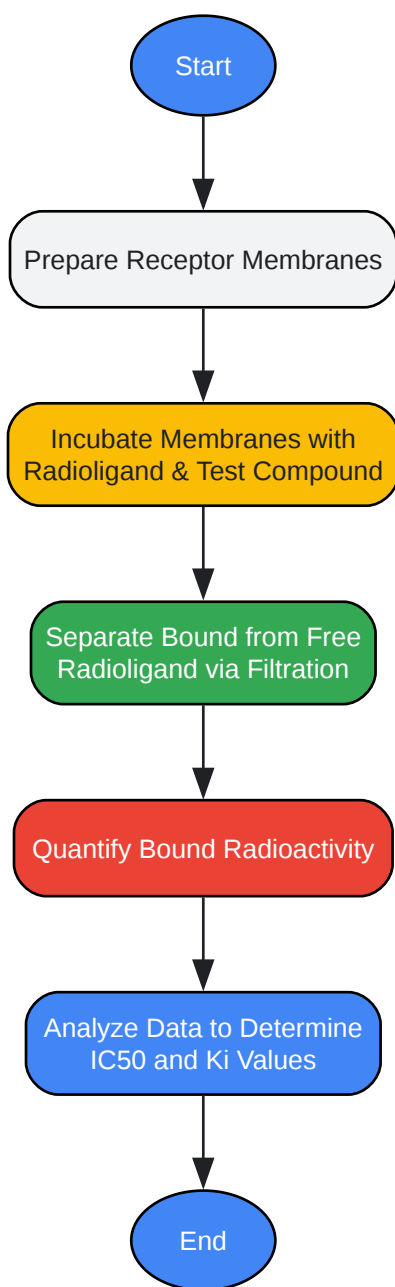 Start
Prepare Receptor Membranes
Incubate Membranes with
Radioligand & Test Compound
Separate Bound from Free
Radioligand via Filtration
Quantify Bound Radioactivity
Analyze Data to Determine
IC50 and Ki Values
End